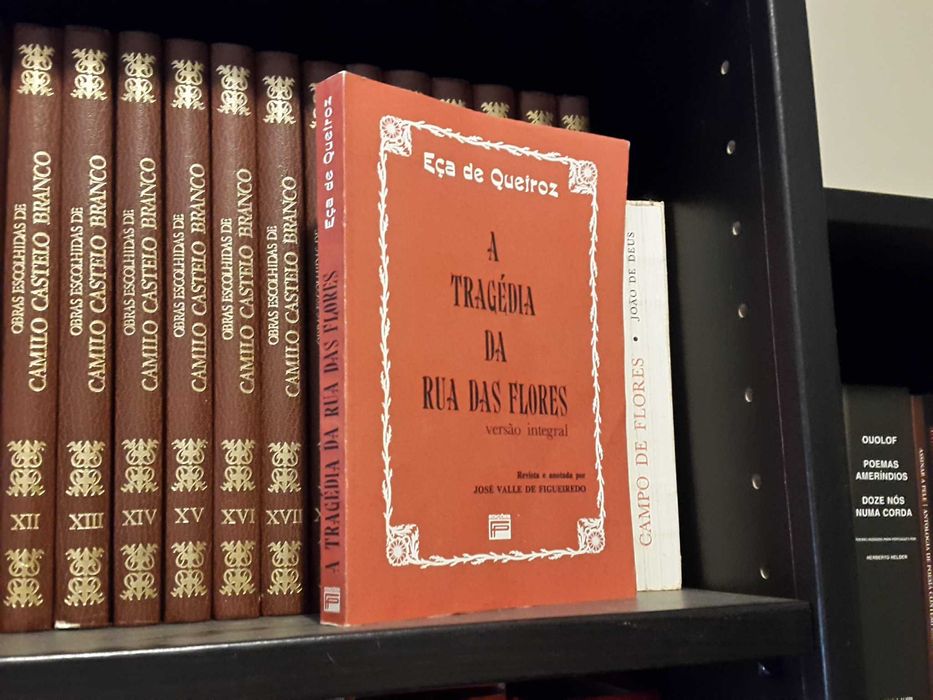 OBRAS ESCOLHIDAS DE
CAMILO CASTELO BRANCO
XII
OBRAS ESCOLHIDAS DE
CAMILO CASTELO BRANCO
XIII
OBRAS ESCOLHIDAS DE
CAMILO CASTELO BRANCO
XIV
OBRAS ESCOLHIDAS DE
CAMILO CASTELO BRANCO
XV
OBRAS ESCOLHIDAS DE
CAMILO CASTELO BRANCO
XVI
OBRAS ESCOLHIDAS DE
CAMILO CASTELO BRANCO
XVII
A TRAGÉDIA DA RUA DAS FLORES Eça de Queiroz
Eça de Queiroz
A
TRAGÉDIA
DA
RUA DAS FLORES
versão integral
Revista e anotada por
JOSÉ VALLE DE FIGUEIREDO
EDIÇÕES
CAMPO DE FLORES • JOÃO DE DEUS
OUOLOF
POEMAS
AMERÍNDIOS
DOZE NÓS
NUMA CORDA
HERBERTO HELDER